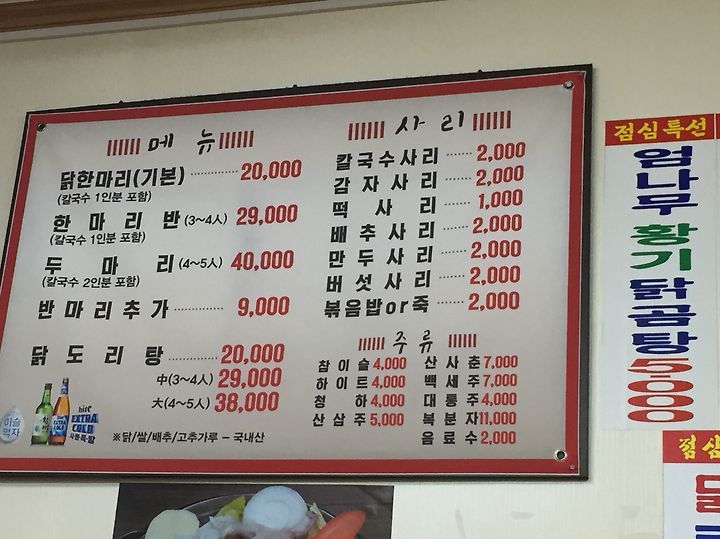 메뉴
닭한마리(기본) 20,000
(칼국수 1인분 포함)
한마리반 (3~4人) 29,000
(칼국수 1인분 포함)
두마리 (4~5人) 40,000
(칼국수 2인분 포함)
반마리추가 9,000
닭도리탕 20,000
中(3~4人) 29,000
大(4~5人) 38,000
※닭/쌀/배추/고추가루 - 국내산
미슬
먹자
hite
EXTRA
COLD
사리
칼국수사리 2,000
감자사리 2,000
떡사리 1,000
배추사리 2,000
만두사리 2,000
버섯사리 2,000
볶음밥or죽 2,000
주류
참이슬 4,000 산사춘 7,000
하이트 4,000 백세주 7,000
청하 4,000 대통주 4,000
산삼주 5,000 복분자 11,000
음료수 2,000
점심특선
엄나무 황기 닭곰탕 5000
점심